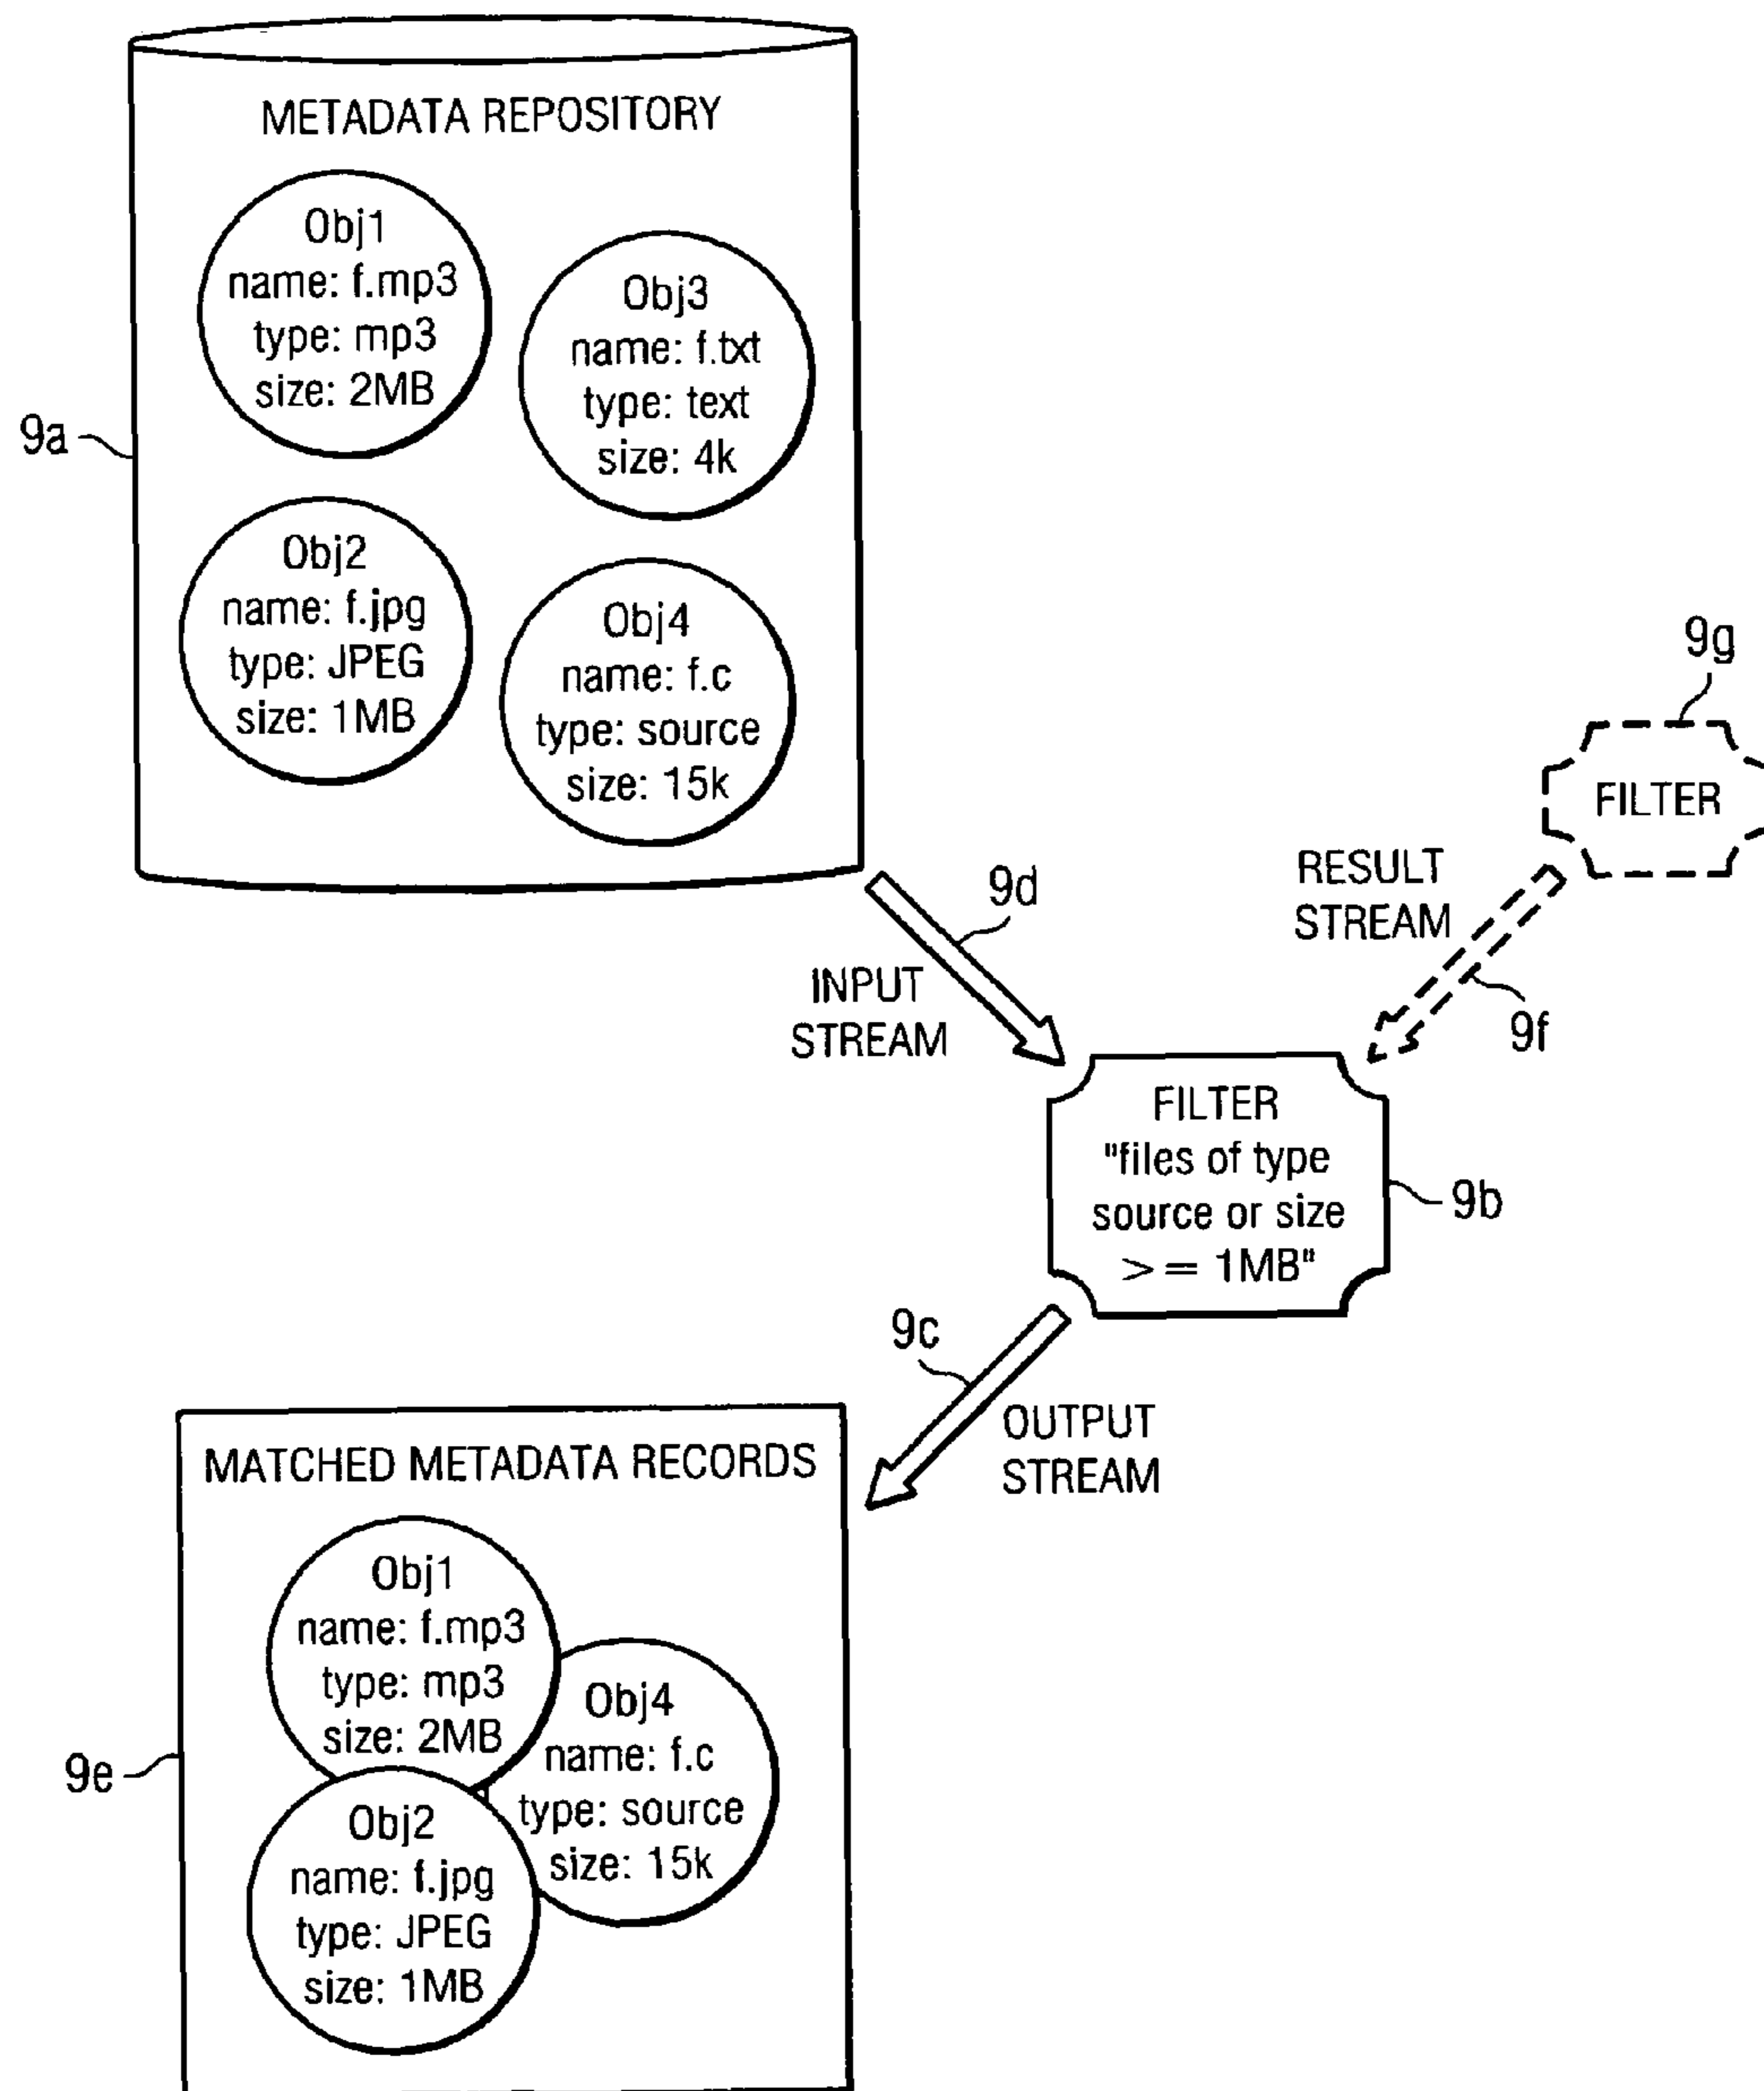 METADATA REPOSITORY
Obj1
name: f.mp3
type: mp3
size: 2MB
Obj3
name: f.txt
type: text
size: 4k
9a
Obj2
name: f.jpg
type: JPEG
size: 1MB
Obj4
name: f.c
type: source
size: 15k
9g
FILTER
RESULT
STREAM
9f
9d
INPUT
STREAM
FILTER
"files of type
source or size
>= 1MB"
9b
9c
OUTPUT
STREAM
MATCHED METADATA RECORDS
Obj1
name: f.mp3
type: mp3
size: 2MB
Obj4
name: f.c
type: source
size: 15k
9e
Obj2
name: f.jpg
type: JPEG
size: 1MB